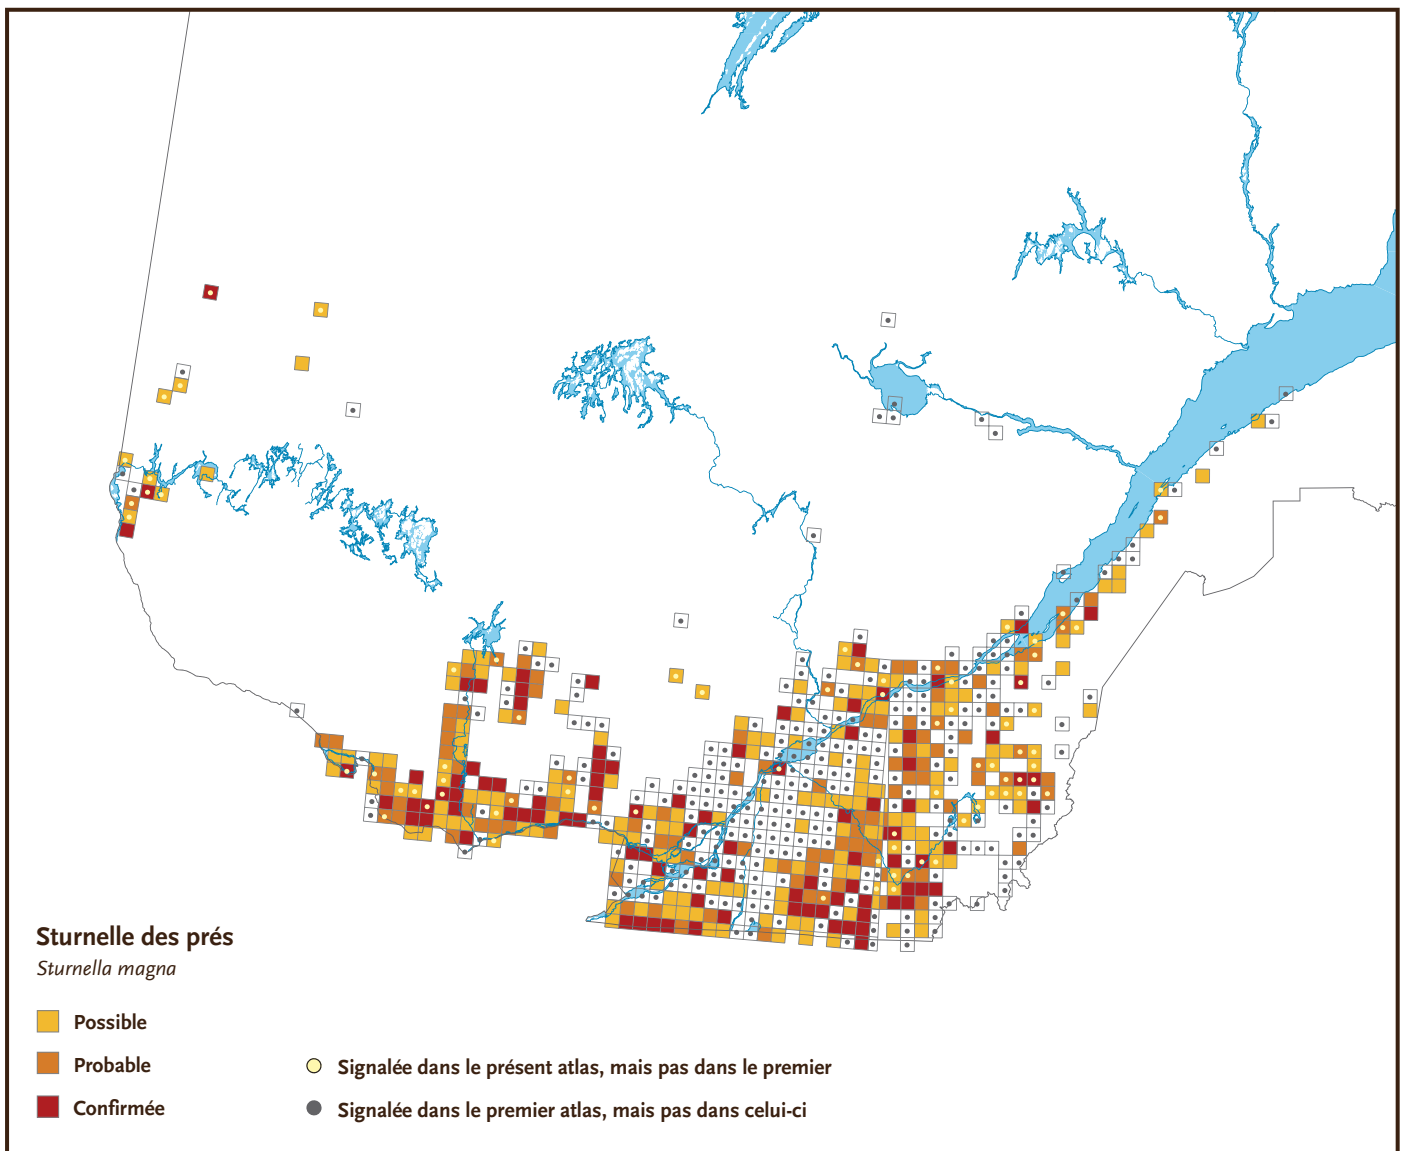 Sturnelle des prés
Sturnella magna
Possible
Probable
Confirmée
Signalée dans le présent atlas, mais pas dans le premier
Signalée dans le premier atlas, mais pas dans celui-ci